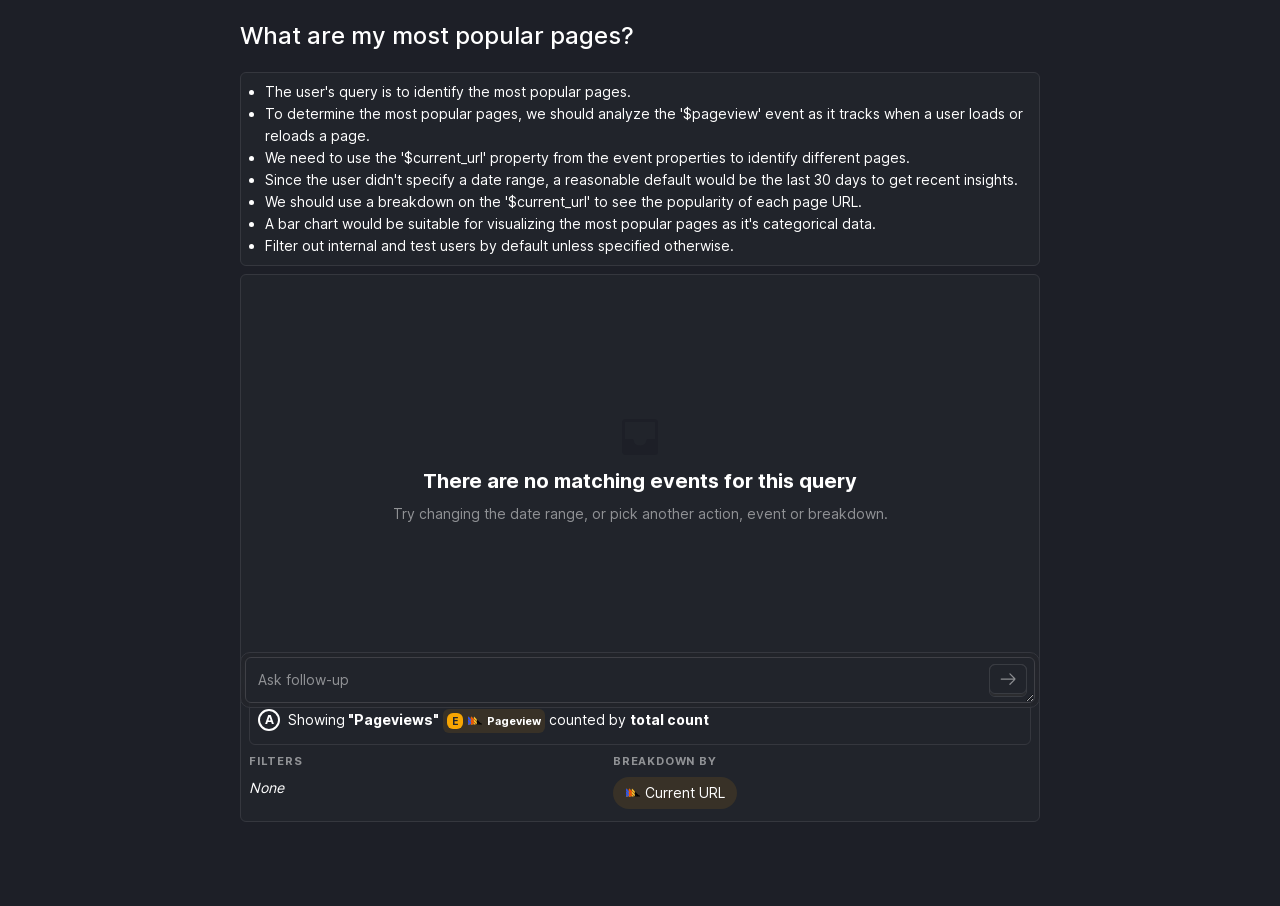 What are my most popular pages?
The user's query is to identify the most popular pages.
To determine the most popular pages, we should analyze the '$pageview' event as it tracks when a user loads or
reloads a page.
We need to use the '$current_url' property from the event properties to identify different pages.
Since the user didn't specify a date range, a reasonable default would be the last 30 days to get recent insights.
We should use a breakdown on the '$current_url' to see the popularity of each page URL.
A bar chart would be suitable for visualizing the most popular pages as it's categorical data.
Filter out internal and test users by default unless specified otherwise.
There are no matching events for this query
Try changing the date range, or pick another action, event or breakdown.
Ask follow-up
A Showing "Pageviews" E Pageview counted by total count
FILTERS
None
BREAKDOWN BY
Current URL